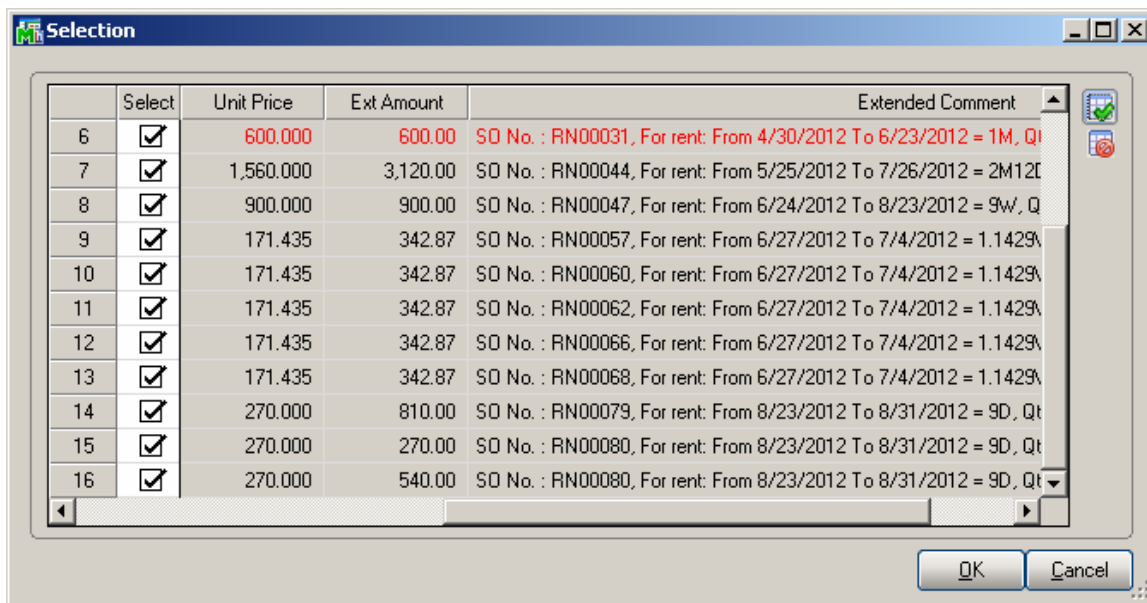 Selection
Select Unit Price Ext Amount Extended Comment
6 600.000 600.00 SO No. : RN00031, For rent: From 4/30/2012 To 6/23/2012 = 1M,
7 1,560.000 3,120.00 SO No. : RN00044, For rent: From 5/25/2012 To 7/26/2012 = 2M12D
8 900.000 900.00 SO No. : RN00047, For rent: From 6/24/2012 To 8/23/2012 = 9W, Q
9 171.435 342.87 SO No. : RN00057, For rent: From 6/27/2012 To 7/4/2012 = 1.1429
10 171.435 342.87 SO No. : RN00060, For rent: From 6/27/2012 To 7/4/2012 = 1.1429
11 171.435 342.87 SO No. : RN00062, For rent: From 6/27/2012 To 7/4/2012 = 1.1429
12 171.435 342.87 SO No. : RN00066, For rent: From 6/27/2012 To 7/4/2012 = 1.1429
13 171.435 342.87 SO No. : RN00068, For rent: From 6/27/2012 To 7/4/2012 = 1.1429
14 270.000 810.00 SO No. : RN00079, For rent: From 8/23/2012 To 8/31/2012 = 9D, Qt
15 270.000 270.00 SO No. : RN00080, For rent: From 8/23/2012 To 8/31/2012 = 9D, Qt
16 270.000 540.00 SO No. : RN00080, For rent: From 8/23/2012 To 8/31/2012 = 9D, Qt
OK Cancel